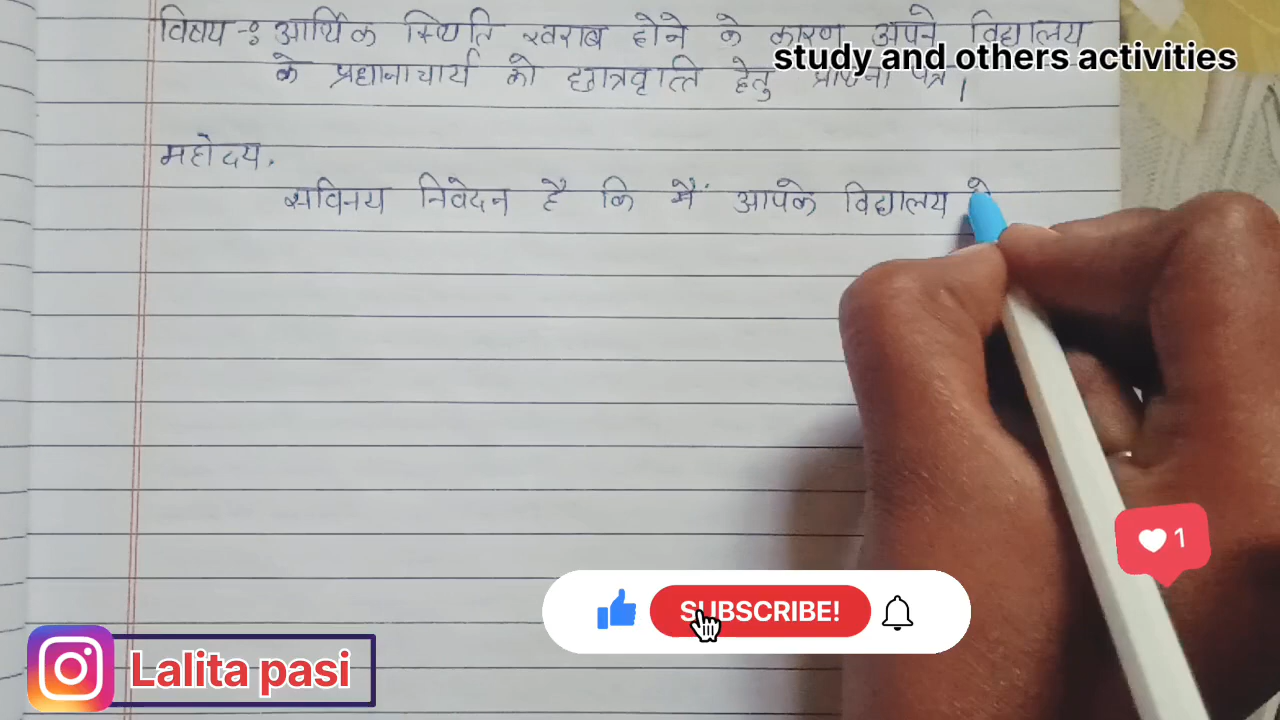 विषय -: आर्थिक स्थिति खराब होने के कारण अपने विद्यालय
study and others activities
के प्रधानाचार्य को छात्रवृत्ति हेतु प्रार्थना पत्र।
महोदय,
सविनय निवेदन है कि मैं आपके विद्यालय
1
SUBSCRIBE!
Lalita pasi